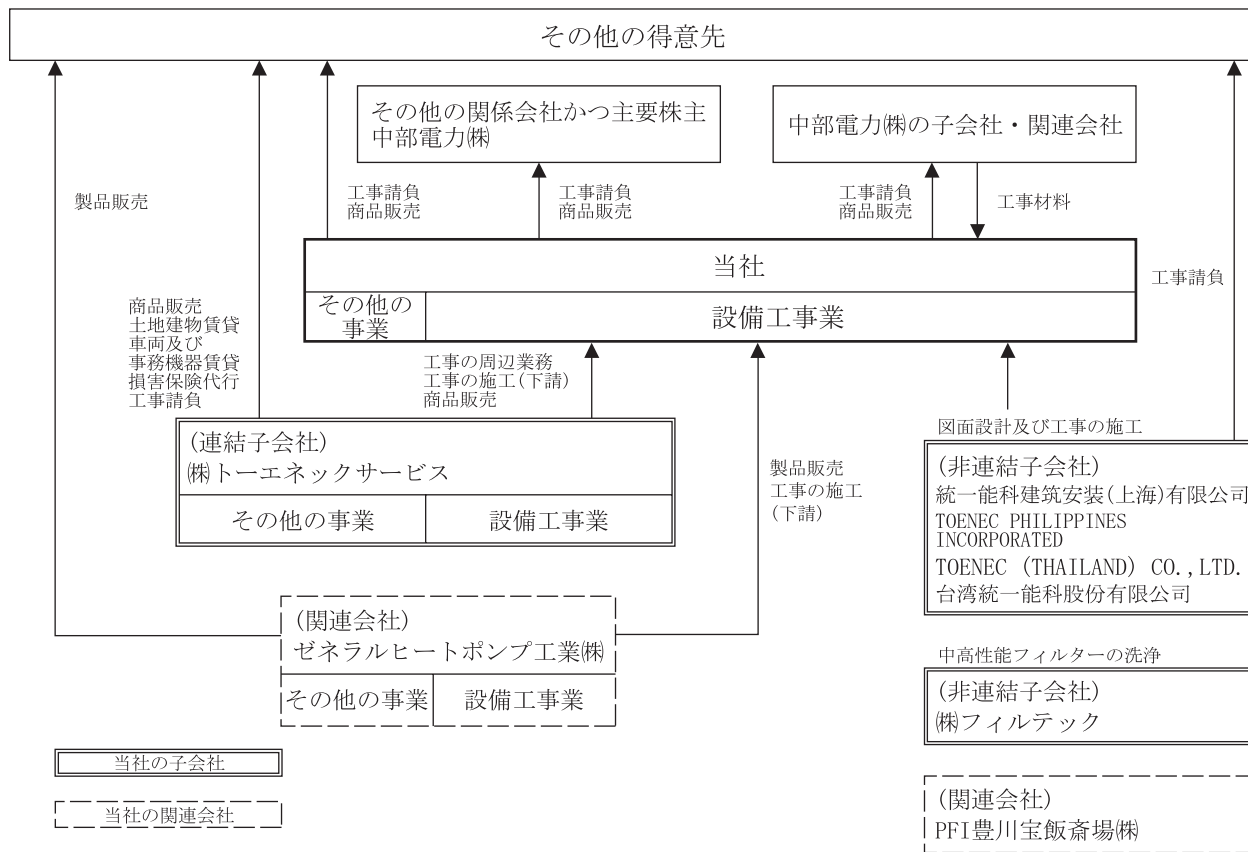 その他の得意先
その他の関係会社かつ主要株主
中部電力㈱
中部電力㈱の子会社・関連会社
製品販売
工事請負
商品販売
工事請負
商品販売
工事請負
商品販売
工事材料
当社
その他の
事業
設備工事業
工事請負
商品販売
土地建物賃貸
車両及び
事務機器賃貸
損害保険代行
工事請負
工事の周辺業務
工事の施工(下請)
商品販売
(連結子会社)
㈱トーエネックサービス
その他の事業
設備工事業
製品販売
工事の施工
(下請)
図面設計及び工事の施工
(非連結子会社)
統一能科建筑安装(上海)有限公司
TOENEC PHILIPPINES
INCORPORATED
TOENEC (THAILAND) CO.,LTD.
台湾統一能科股份有限公司
(関連会社)
ゼネラルヒートポンプ工業㈱
その他の事業
設備工事業
中高性能フィルターの洗浄
(非連結子会社)
㈱フィルテック
当社の子会社
当社の関連会社
(関連会社)
PFI豊川宝飯斎場㈱